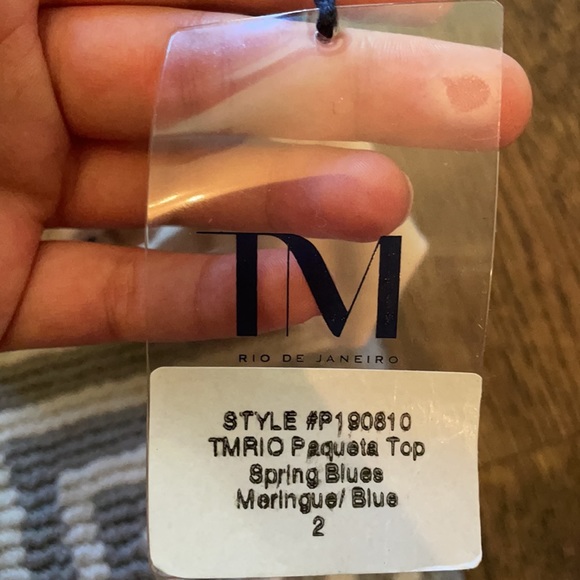 TM
RIO DE JANEIRO
STYLE #P190810
TMRIO Paqueta Top
Spring Blues
Meringue/ Blue
2